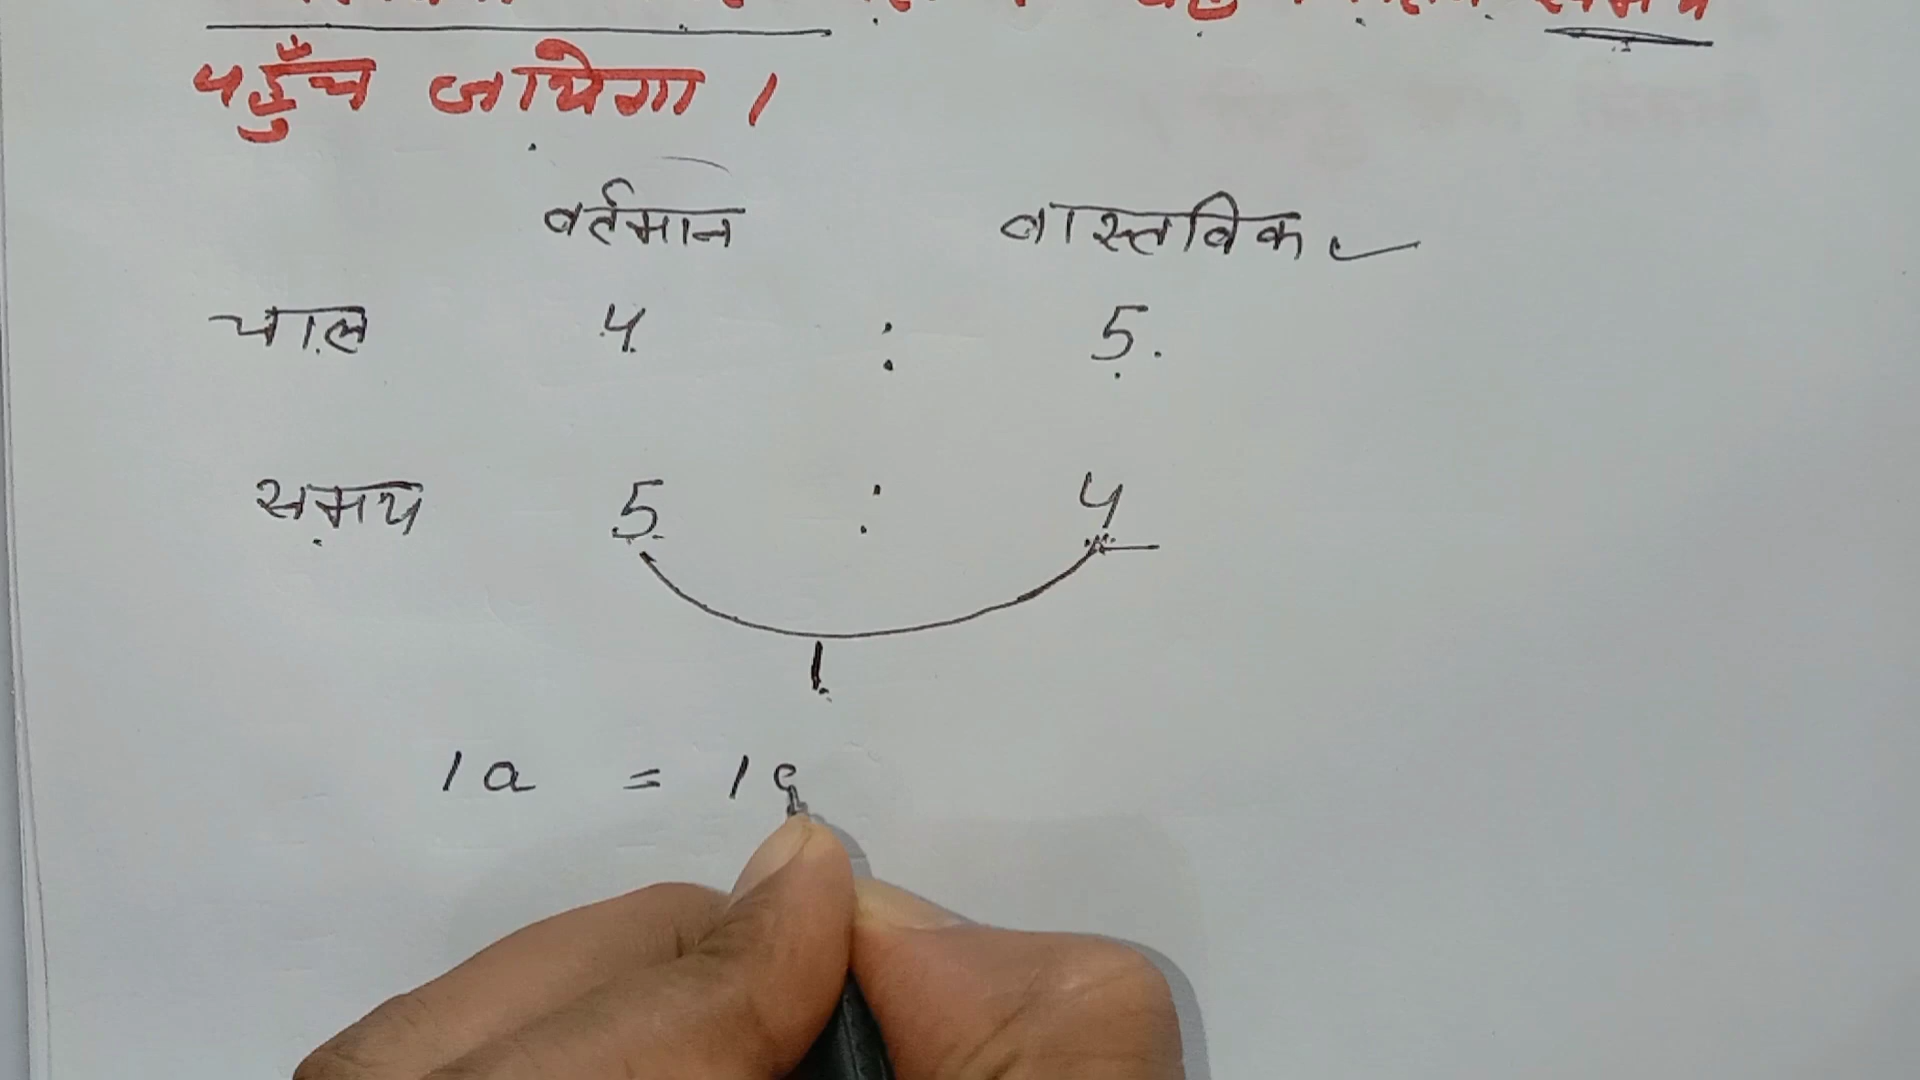 पहुँच जायेगा ।
वर्तमान वास्तविक
चाल 4 : 5
समय 5 : 4
1
1a = 1